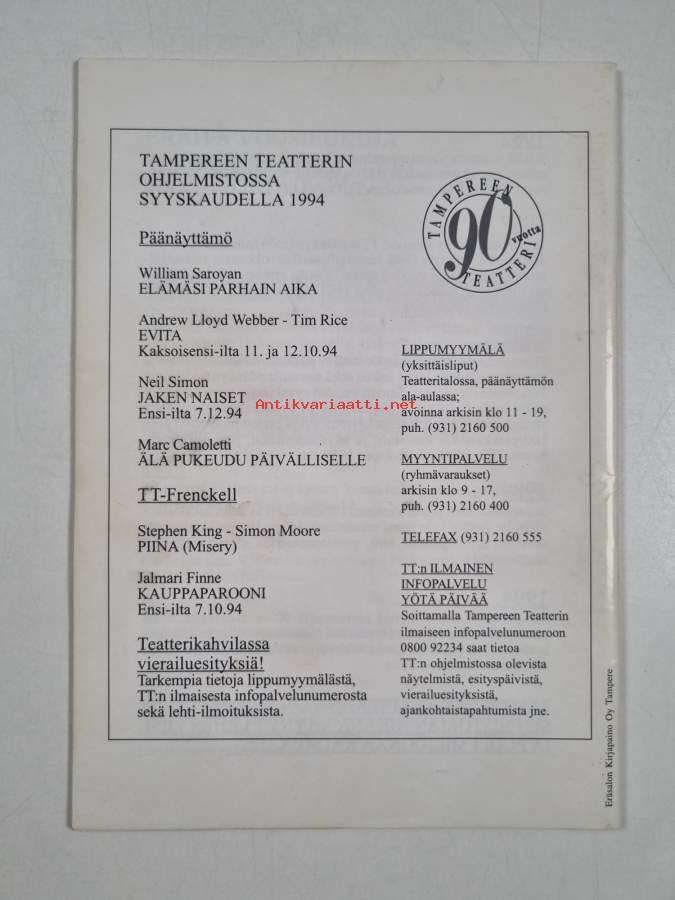 TAMPEREEN TEATTERIN
OHJELMISTOSSA
SYYSKAUDELLA 1994
Päänäyttämö
William Saroyan
ELÄMÄSI PARHAIN AIKA
Andrew Lloyd Webber - Tim Rice
EVITA
Kaksoisensi-ilta 11. ja 12.10.94
Neil Simon
JAKEN NAISET
Ensi-ilta 7.12.94
Marc Camoletti
ÄLÄ PUKEUDU PÄIVÄLLISELLE
TT-Frenckell
Stephen King - Simon Moore
PIINA (Misery)
Jalmari Finne
KAUPPAPAROONI
Ensi-ilta 7.10.94
Teatterikahvilassa
vierailuesityksiä!
Tarkempia tietoja lippumyymälästä,
TT:n ilmaisesta infopalvelunumerosta
sekä lehti-ilmoituksista.
TAMPEREEN
90
vuotta
TEATTERI
LIPPUMYYMÄLÄ
(yksittäisliput)
Teatteritalossa, päänäyttämön
ala-aulassa;
avoinna arkisin klo 11 - 19,
puh. (931) 2160 500
MYYNTIPALVELU
(ryhmävaraukset)
arkisin klo 9 - 17,
puh. (931) 2160 400
TELEFAX (931) 2160 555
TT:n ILMAINEN
INFOPALVELU
YÖTÄ PÄIVÄÄ
Soittamalla Tampereen Teatterin
ilmaiseen infopalvelunumeroon
0800 92234 saat tietoa
TT:n ohjelmistossa olevista
näytelmistä, esityspäivistä,
vierailuesityksistä,
ajankohtaistapahtumista jne.
Eräsalon Kirjapaino Oy Tampere
Antikvariaatti.net